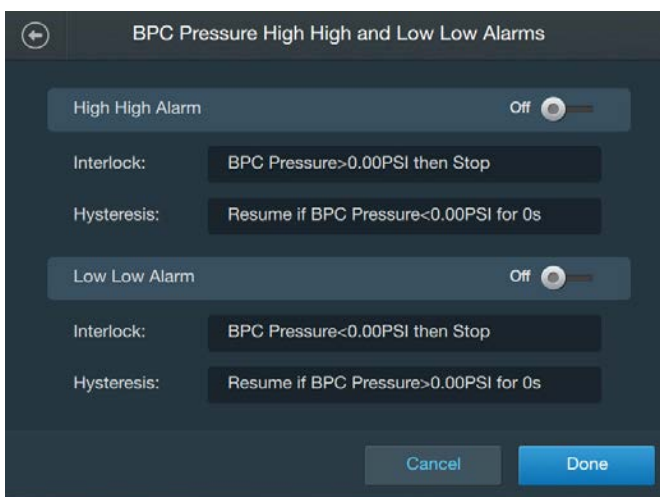 BPC Pressure High High and Low Low Alarms
High High Alarm Off
Interlock: BPC Pressure>0.00PSI then Stop
Hysteresis: Resume if BPC Pressure<0.00PSI for 0s
Low Low Alarm Off
Interlock: BPC Pressure<0.00PSI then Stop
Hysteresis: Resume if BPC Pressure>0.00PSI for 0s
Cancel Done